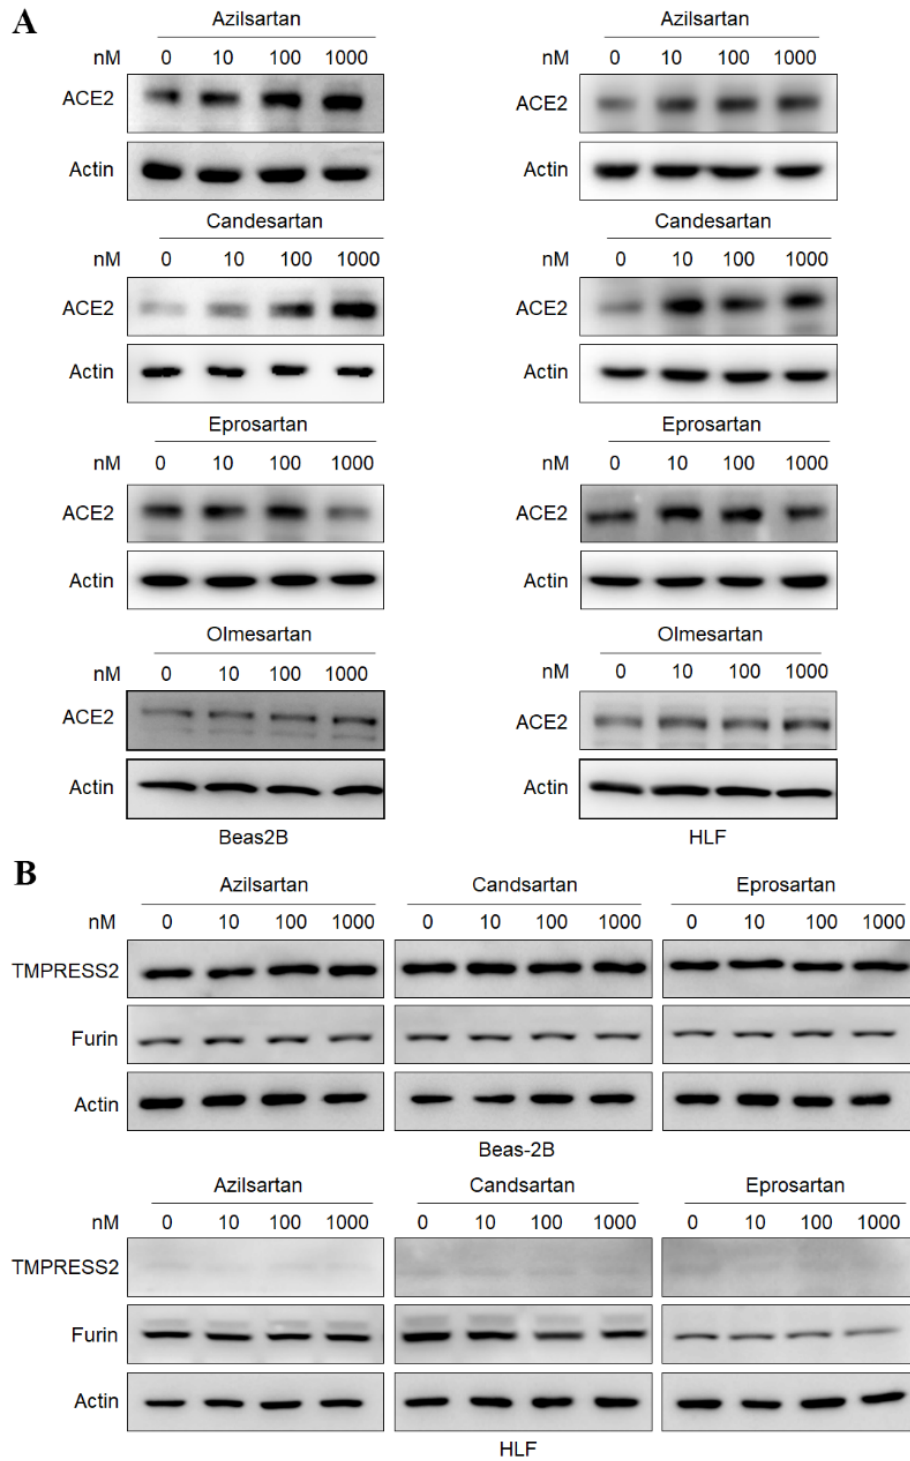 A
Azilsartan Azilsartan
nM 0 10 100 1000 nM 0 10 100 1000
ACE2 ACE2
Actin Actin
Candesartan Candesartan
nM 0 10 100 1000 nM 0 10 100 1000
ACE2 ACE2
Actin Actin
Eprosartan Eprosartan
nM 0 10 100 1000 nM 0 10 100 1000
ACE2 ACE2
Actin Actin
Olmesartan Olmesartan
nM 0 10 100 1000 nM 0 10 100 1000
ACE2 ACE2
Actin Actin
Beas2B HLF
B
Azilsartan Candsartan Eprosartan
nM 0 10 100 1000 0 10 100 1000 0 10 100 1000
TMPRESS2
Furin
Actin
Beas-2B
Azilsartan Candsartan Eprosartan
nM 0 10 100 1000 0 10 100 1000 0 10 100 1000
TMPRESS2
Furin
Actin
HLF